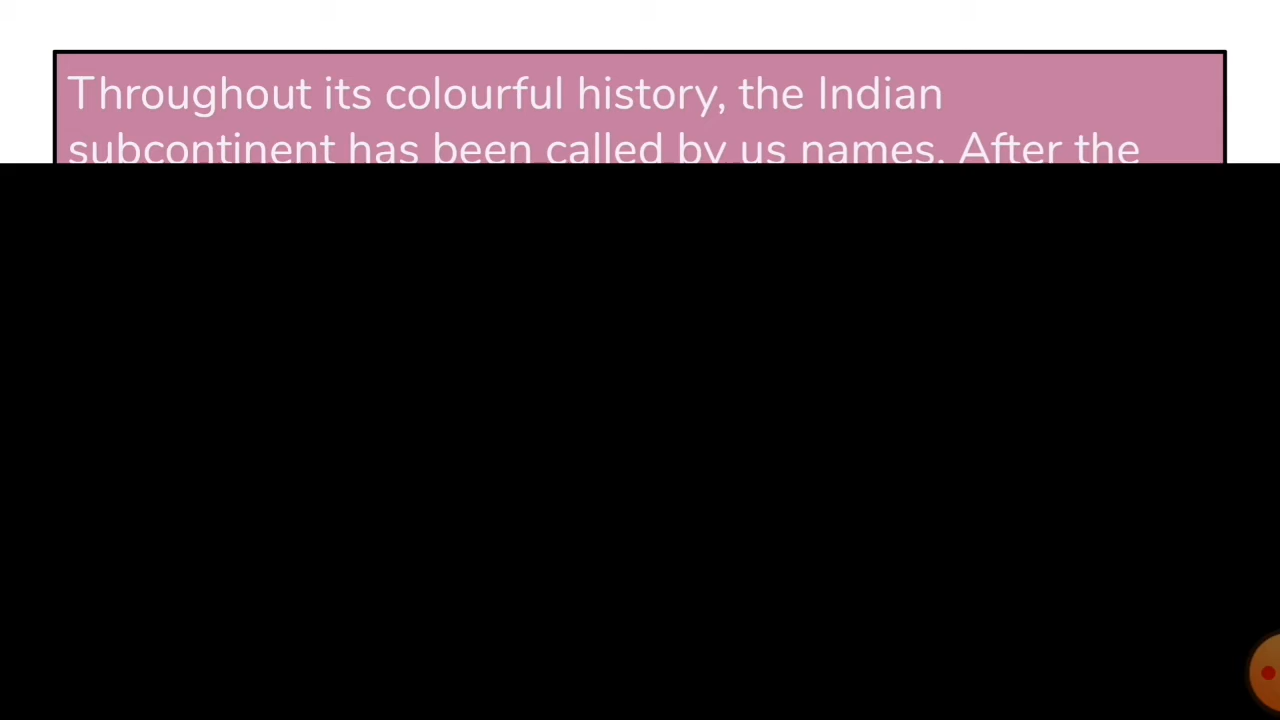 Throughout its colourful history, the Indian
subcontinent has been called by us names. After the